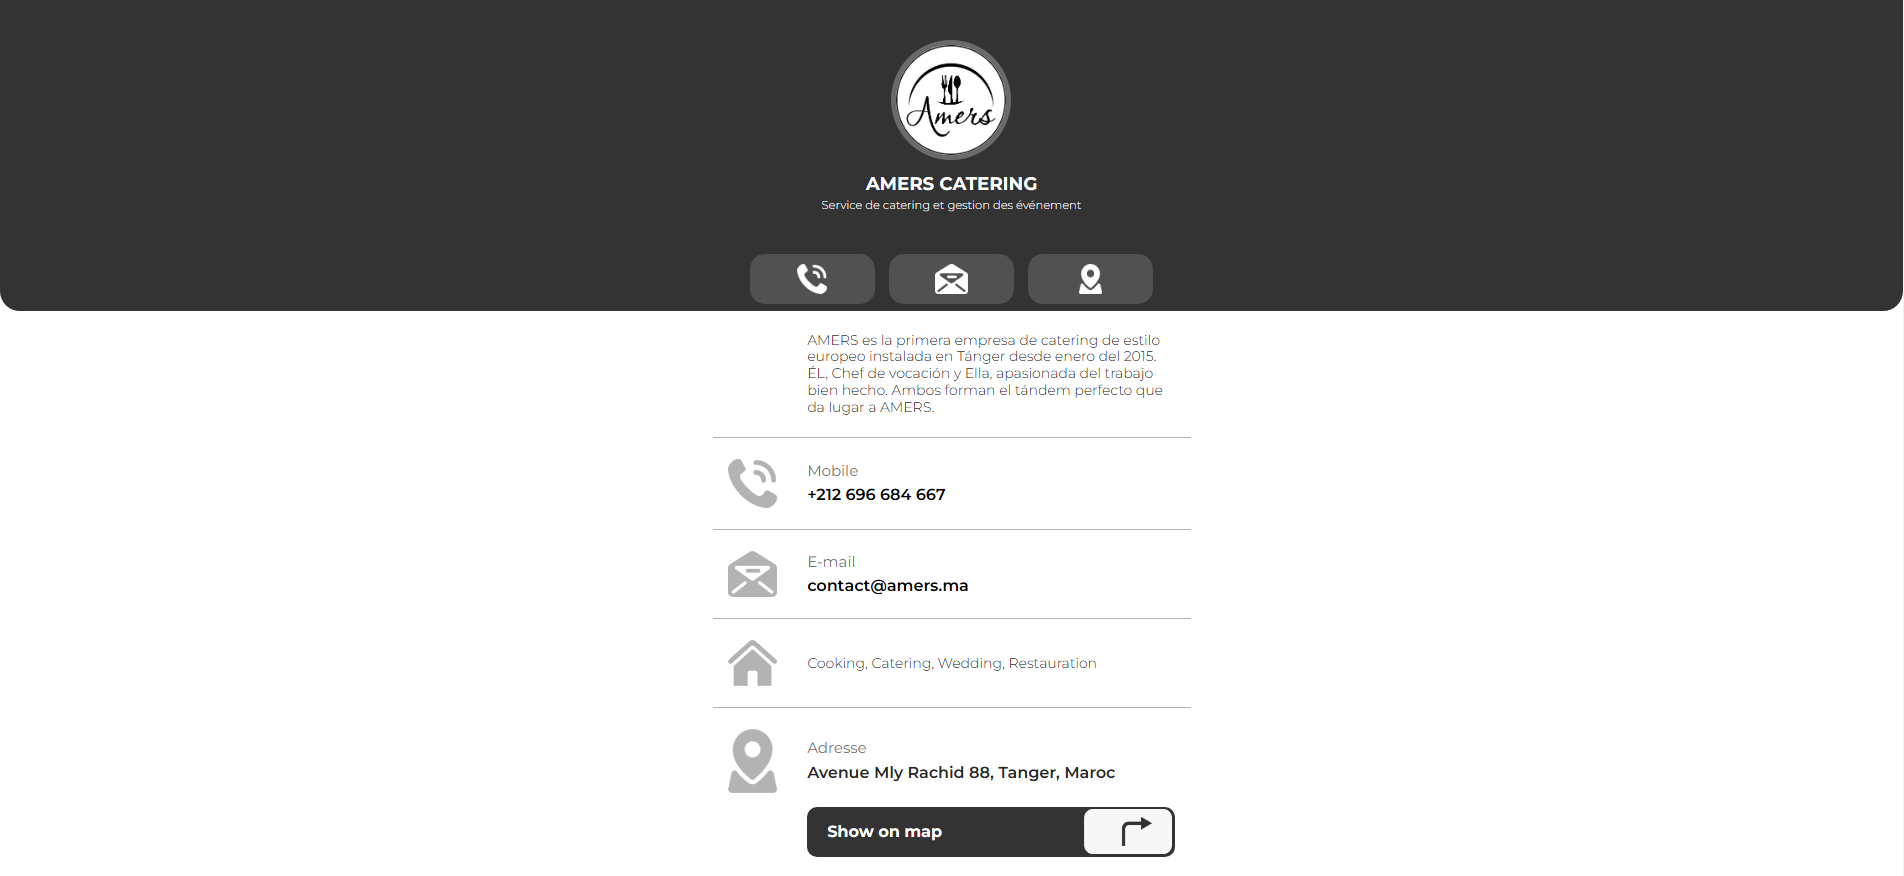 Amers
AMERS CATERING
Service de catering et gestion des événement
AMERS es la primera empresa de catering de estilo
europeo instalada en Tánger desde enero del 2015.
ÉL, Chef de vocación y Ella, apasionada del trabajo
bien hecho. Ambos forman el tándem perfecto que
da lugar a AMERS.
Mobile
+212 696 684 667
E-mail
contact@amers.ma
Cooking, Catering, Wedding, Restauration
Adresse
Avenue Mly Rachid 88, Tanger, Maroc
Show on map